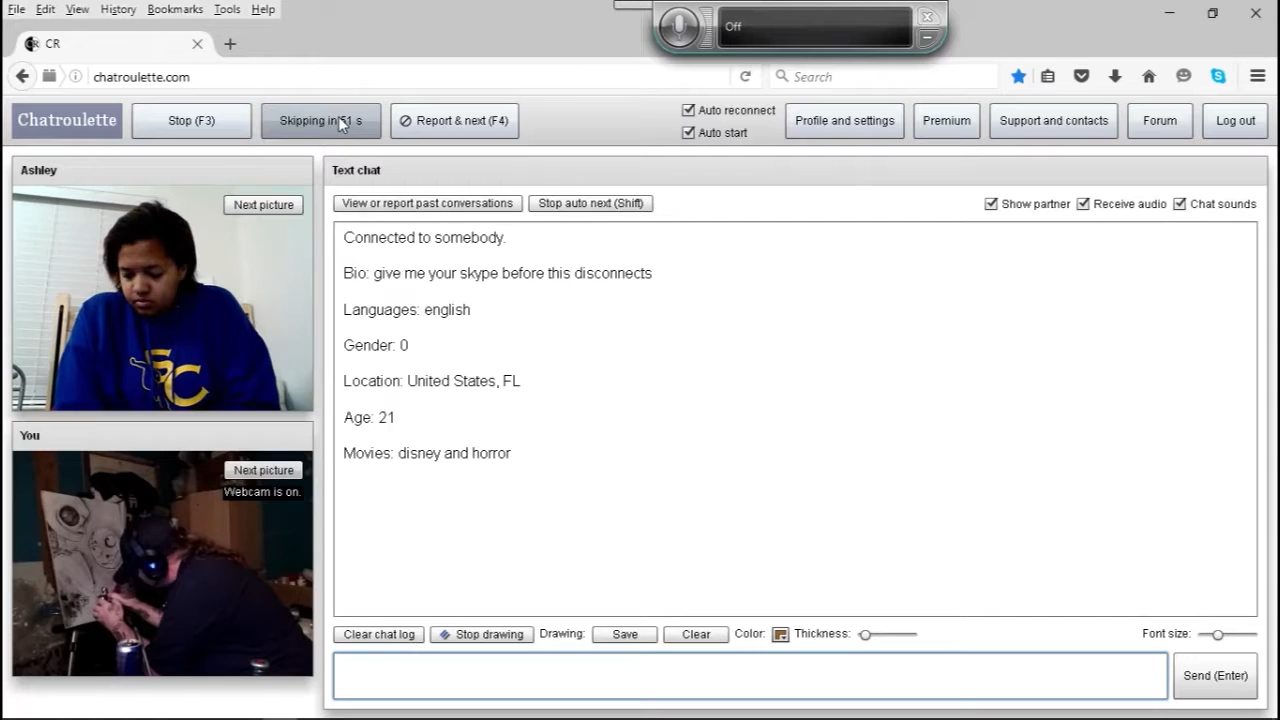 File Edit View History Bookmarks Tools Help
Off
CR CR
chatroulette.com
Search
Chatroulette
Stop (F3)
Skipping in 51 s
Report & next (F4)
Auto reconnect
Auto start
Profile and settings
Premium
Support and contacts
Forum
Log out
Ashley
Next picture
You
Next picture
Webcam is on.
Text chat
View or report past conversations
Stop auto next (Shift)
Show partner
Receive audio
Chat sounds
Connected to somebody.
Bio: give me your skype before this disconnects
Languages: english
Gender: 0
Location: United States, FL
Age: 21
Movies: disney and horror
Clear chat log
Stop drawing
Drawing:
Save
Clear
Color:
Thickness:
Font size:
Send (Enter)